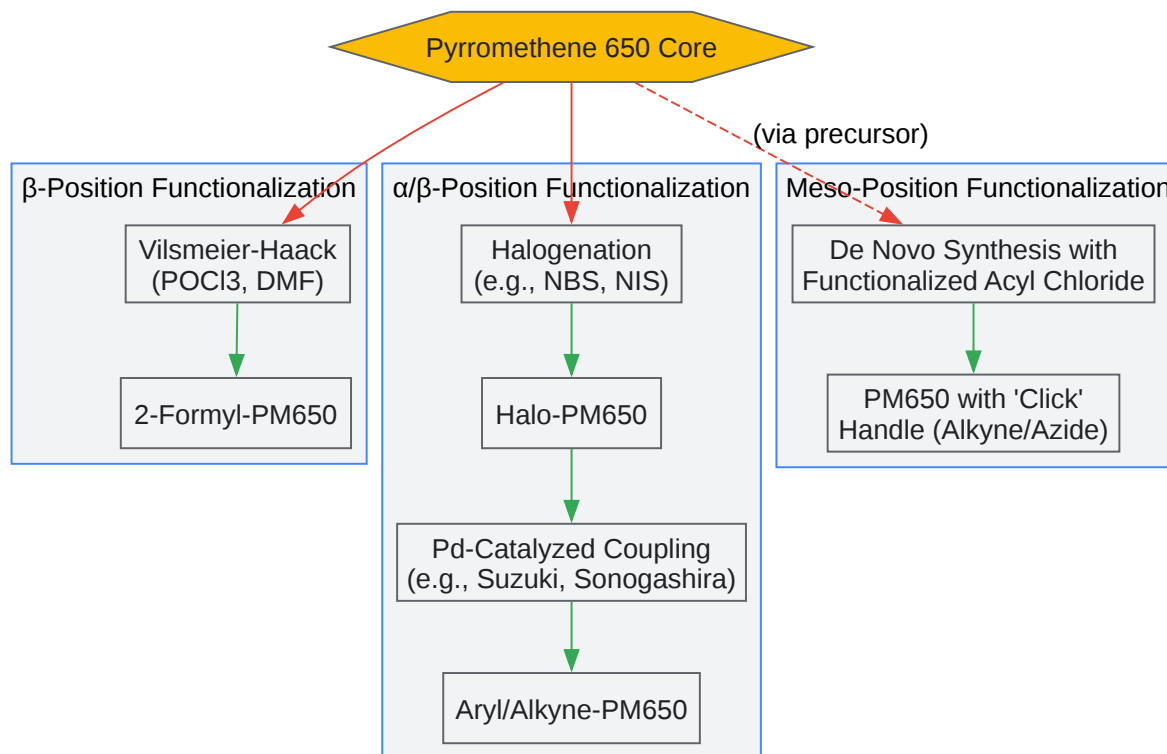 Pyrromethene 650 Core
(via precursor)
β-Position Functionalization
Vilsmeier-Haack
(POCl3, DMF)
2-Formyl-PM650
α/β-Position Functionalization
Halogenation
(e.g., NBS, NIS)
Halo-PM650
Pd-Catalyzed Coupling
(e.g., Suzuki, Sonogashira)
Aryl/Alkyne-PM650
Meso-Position Functionalization
De Novo Synthesis with
Functionalized Acyl Chloride
PM650 with 'Click'
Handle (Alkyne/Azide)